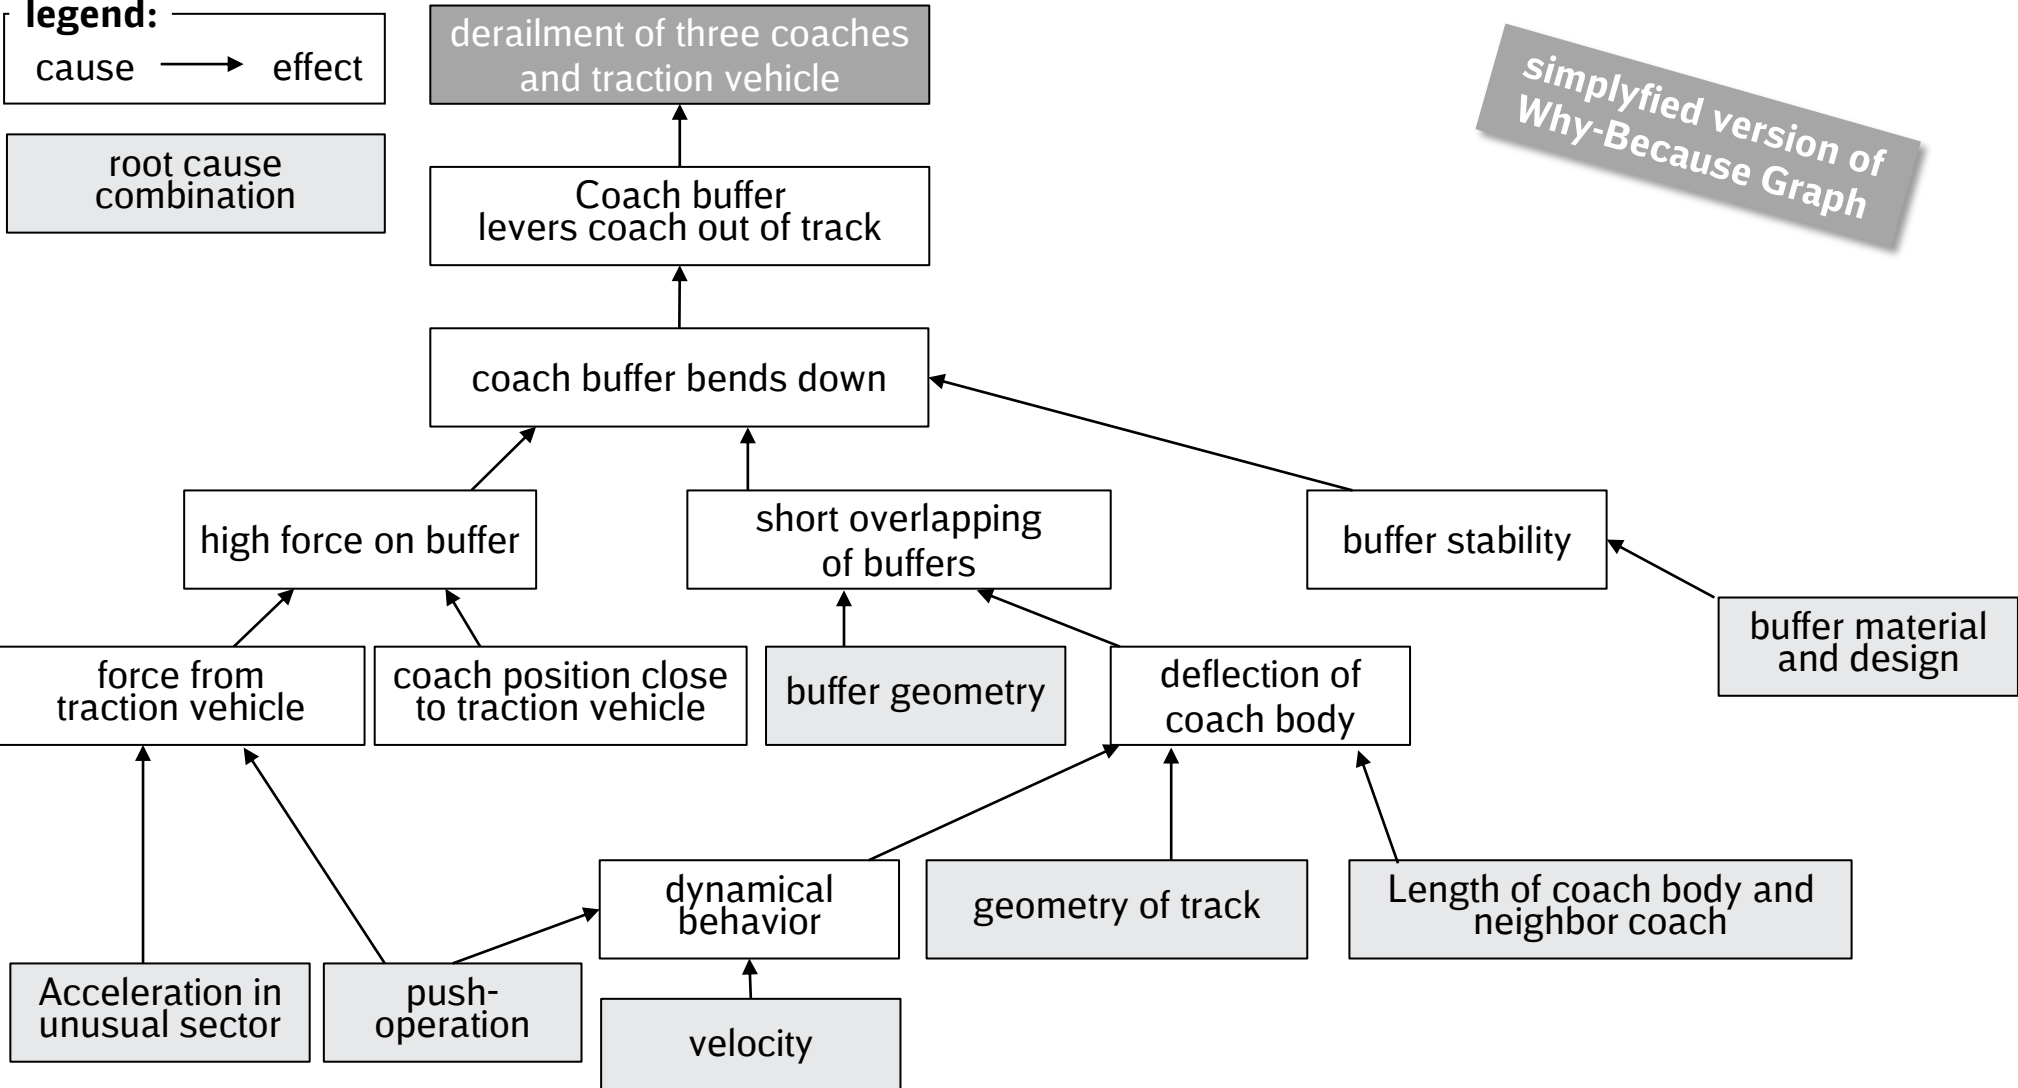 legend:
cause effect
root cause
combination
derailment of three coaches
and traction vehicle
simplyfied version of
Why-Because Graph
Coach buffer
levers coach out of track
coach buffer bends down
high force on buffer
short overlapping
of buffers
buffer stability
buffer material
and design
force from
traction vehicle
coach position close
to traction vehicle
buffer geometry
deflection of
coach body
dynamical
behavior
geometry of track
Length of coach body and
neighbor coach
Acceleration in
unusual sector
push-
operation
velocity